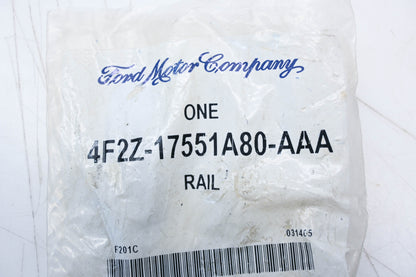 Ford Motor Company
ONE
4F2Z-17551A80-AAA
RAIL
F201C 031405